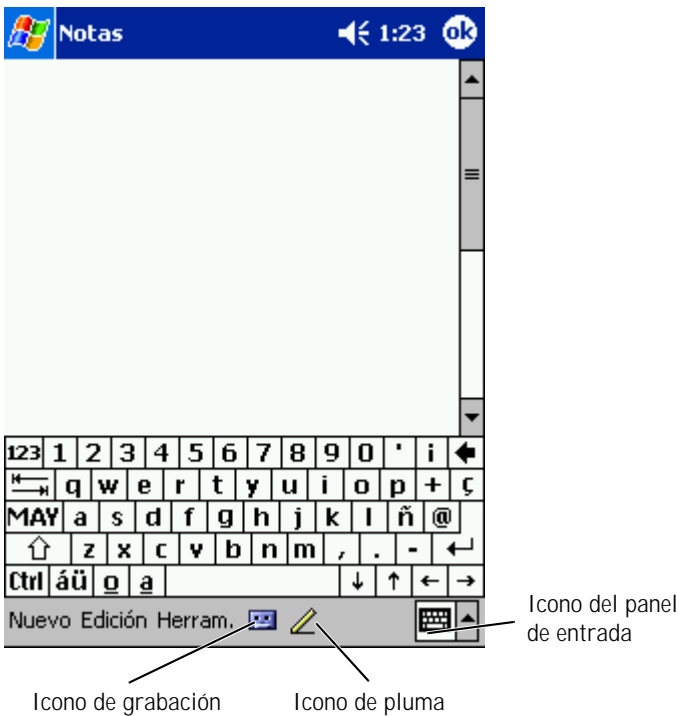 Notas 1:23 ok
123 1 2 3 4 5 6 7 8 9 0 ' ¡
q w e r t y u i o p + ç
MAY a s d f g h j k l ñ @
z x c v b n m , . -
Ctrl áü o a ↓ ↑ ← →
Nuevo Edición Herram.
Icono del panel
de entrada
Icono de grabación Icono de pluma